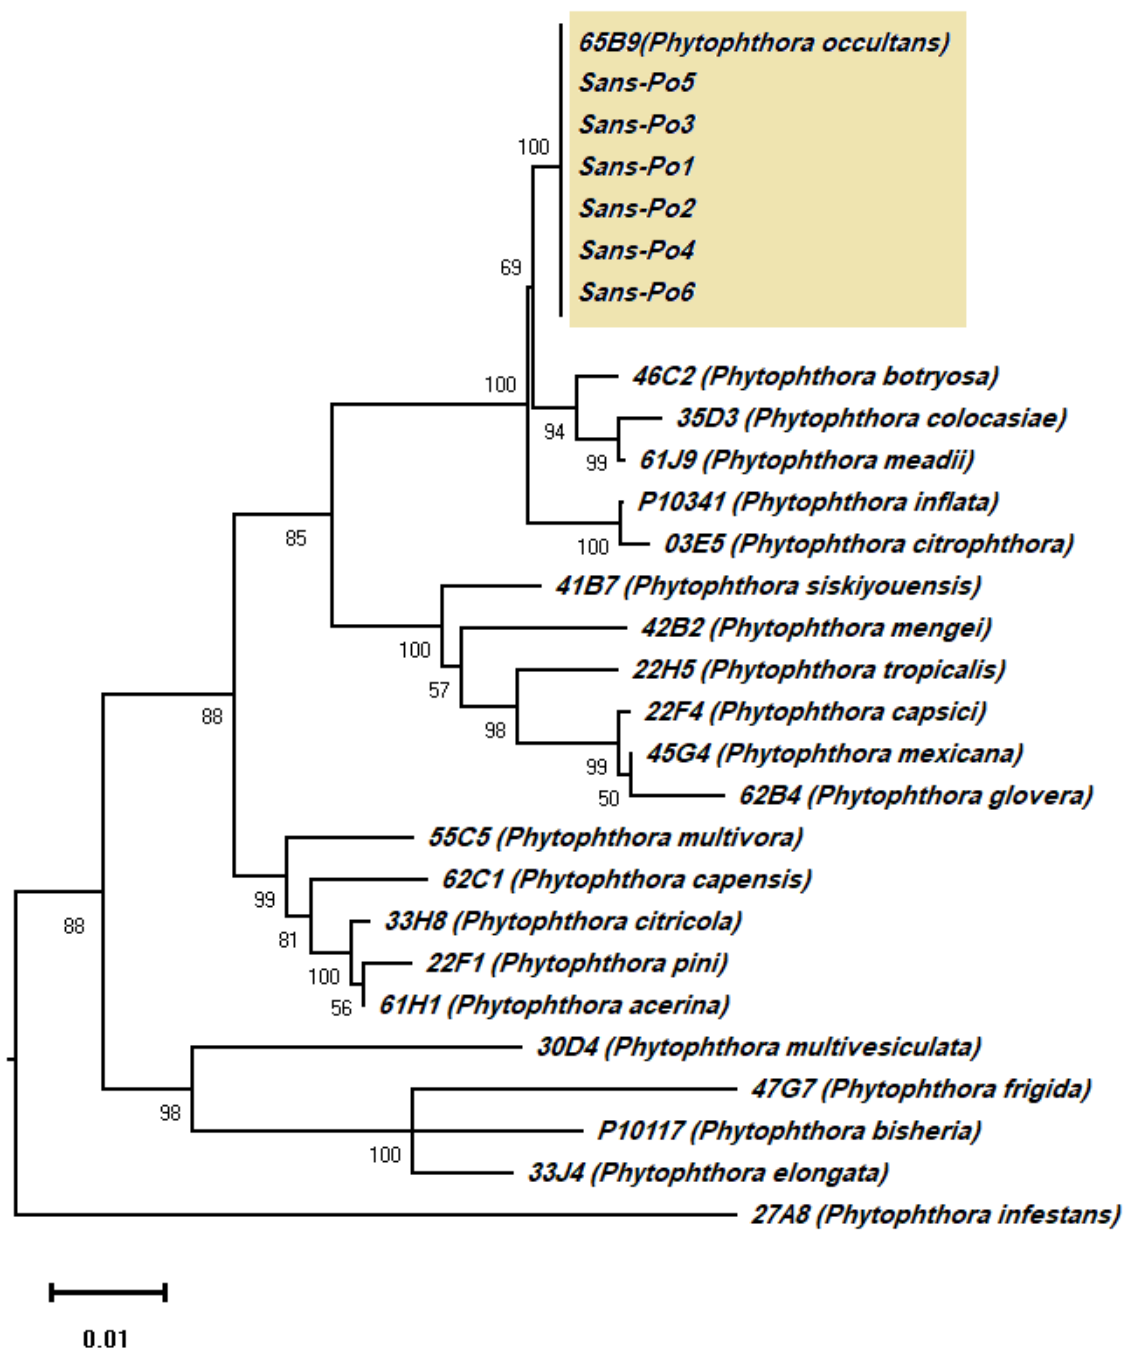 65B9(Phytophthora occultans)
Sans-Po5
Sans-Po3
100
Sans-Po1
Sans-Po2
Sans-Po4
69
Sans-Po6
46C2 (Phytophthora botryosa)
100
35D3 (Phytophthora colocasiae)
94
61J9 (Phytophthora meadii)
99
P10341 (Phytophthora inflata)
85
03E5 (Phytophthora citrophthora)
100
41B7 (Phytophthora siskiyouensis)
42B2 (Phytophthora mengei)
100
22H5 (Phytophthora tropicalis)
57
22F4 (Phytophthora capsici)
88
98
45G4 (Phytophthora mexicana)
99
62B4 (Phytophthora glovera)
50
55C5 (Phytophthora multivora)
62C1 (Phytophthora capensis)
99
33H8 (Phytophthora citricola)
88
81
22F1 (Phytophthora pini)
100
61H1 (Phytophthora acerina)
56
30D4 (Phytophthora multivesiculata)
47G7 (Phytophthora frigida)
98
P10117 (Phytophthora bisheria)
100
33J4 (Phytophthora elongata)
27A8 (Phytophthora infestans)
0.01